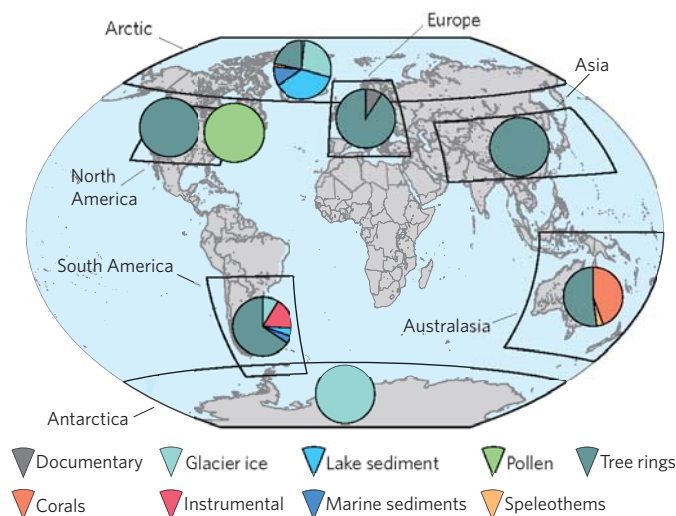 Europe
Arctic
Asia
North
America
South America
Australasia
Antarctica
Documentary
Glacier ice
Lake sediment
Pollen
Tree rings
Corals
Instrumental
Marine sediments
Speleothems